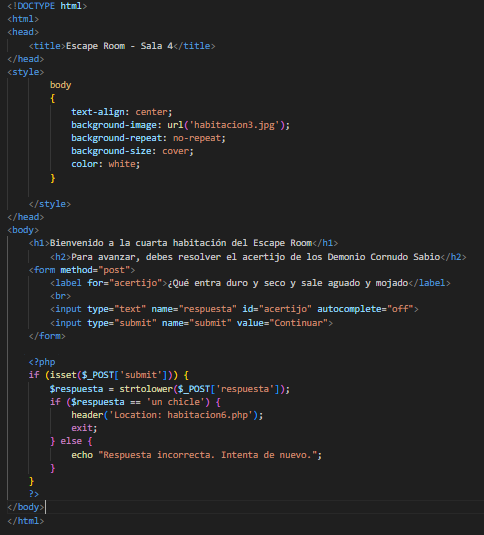 <!DOCTYPE html>
<html>
<head>
    <title>Escape Room - Sala 4</title>
</head>
<style>
        body
        {
            text-align: center;
            background-image: url('habitacion3.jpg');
            background-repeat: no-repeat;
            background-size: cover;
            color: white;
        }
    </style>
</head>
<body>
    <h1>Bienvenido a la cuarta habitación del Escape Room</h1>
        <h2>Para avanzar, debes resolver el acertijo de los Demonio Cornudo Sabio</h2>
    <form method="post">
        <label for="acertijo">¿Qué entra duro y seco y sale aguado y mojado</label>
        <br>
        <input type="text" name="respuesta" id="acertijo" autocomplete="off">
        <input type="submit" name="submit" value="Continuar">
    </form>
    <?php
    if (isset($_POST['submit'])) {
        $respuesta = strtolower($_POST['respuesta']);
        if ($respuesta == 'un chicle') {
            header('Location: habitacion6.php');
            exit;
        } else {
            echo "Respuesta incorrecta. Intenta de nuevo.";
        }
    }
    ?>
</body>
</html>